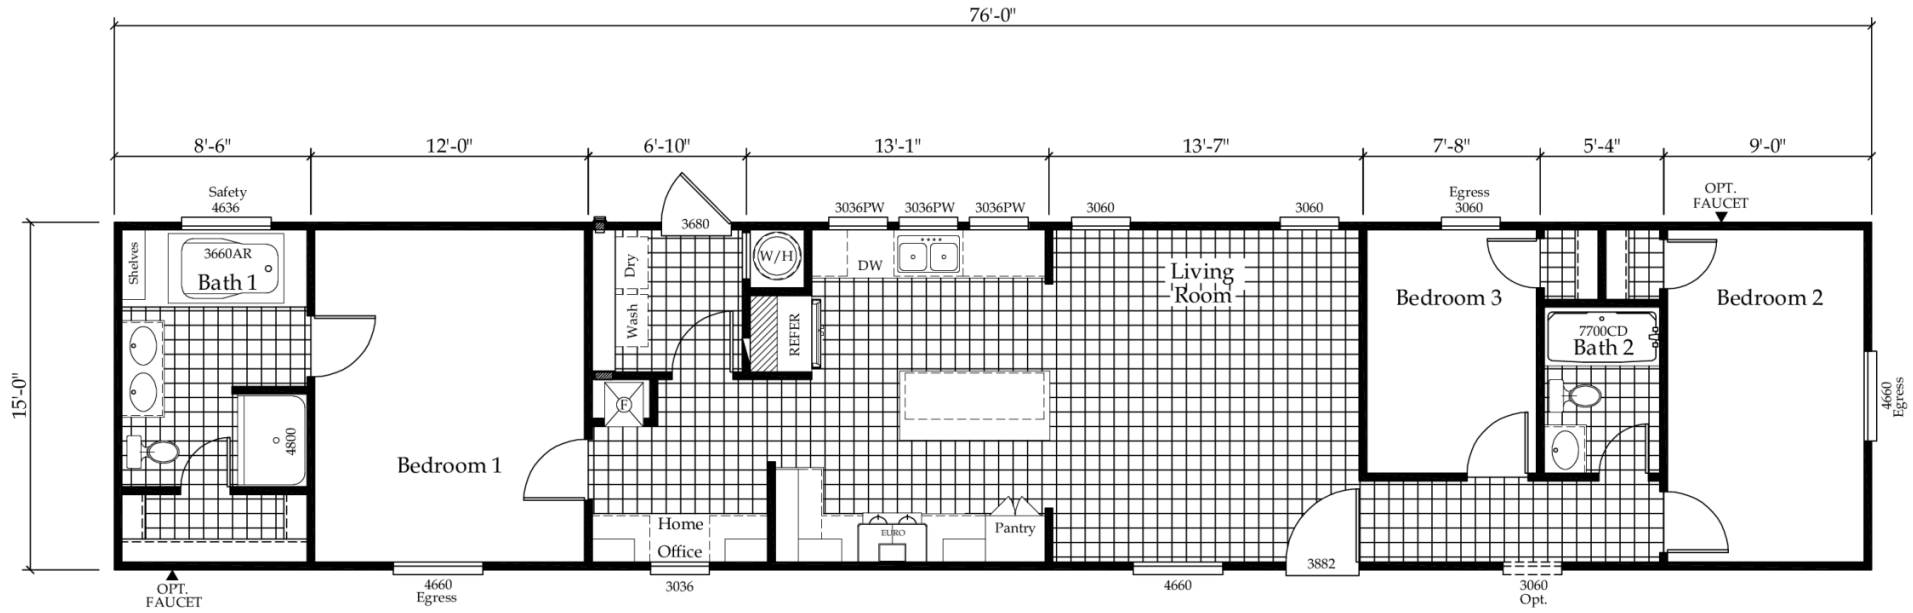 76'-0"
8'-6"
12'-0"
6'-10"
13'-1"
13'-7"
7'-8"
5'-4"
9'-0"
Safety
4636
3680
3036PW
3036PW
3036PW
3060
3060
Egress
3060
OPT.
FAUCET
15'-0"
Shelves
3660AR
Bath 1
4800
Bedroom 1
Dry
Wash
W/H
REFER
F
DW
Living
Room
Bedroom 3
7700CD
Bath 2
Bedroom 2
4660
Egress
Home
Office
EURO
Pantry
3882
OPT.
FAUCET
4660
Egress
3036
4660
3060
Opt.